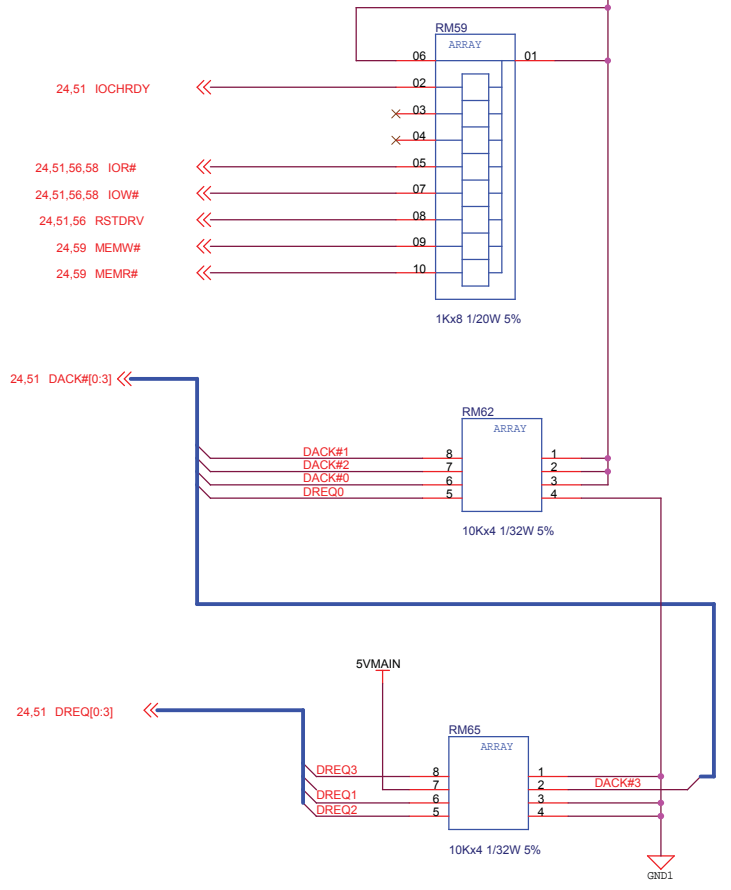 RM59
ARRAY
06 01
24,51 IOCHRDY 02
03
04
24,51,56,58 IOR# 05
24,51,56,58 IOW# 07
24,51,56 RSTDRV 08
24,59 MEMW# 09
24,59 MEMR# 10
1Kx8 1/20W 5%
24,51 DACK#[0:3]
RM62
ARRAY
DACK#1 8 1
DACK#2 7 2
DACK#0 6 3
DREQ0 5 4
10Kx4 1/32W 5%
5VMAIN
24,51 DREQ[0:3]
RM65
ARRAY
DREQ3 8 1
7 2 DACK#3
DREQ1 6 3
DREQ2 5 4
10Kx4 1/32W 5%
GND1